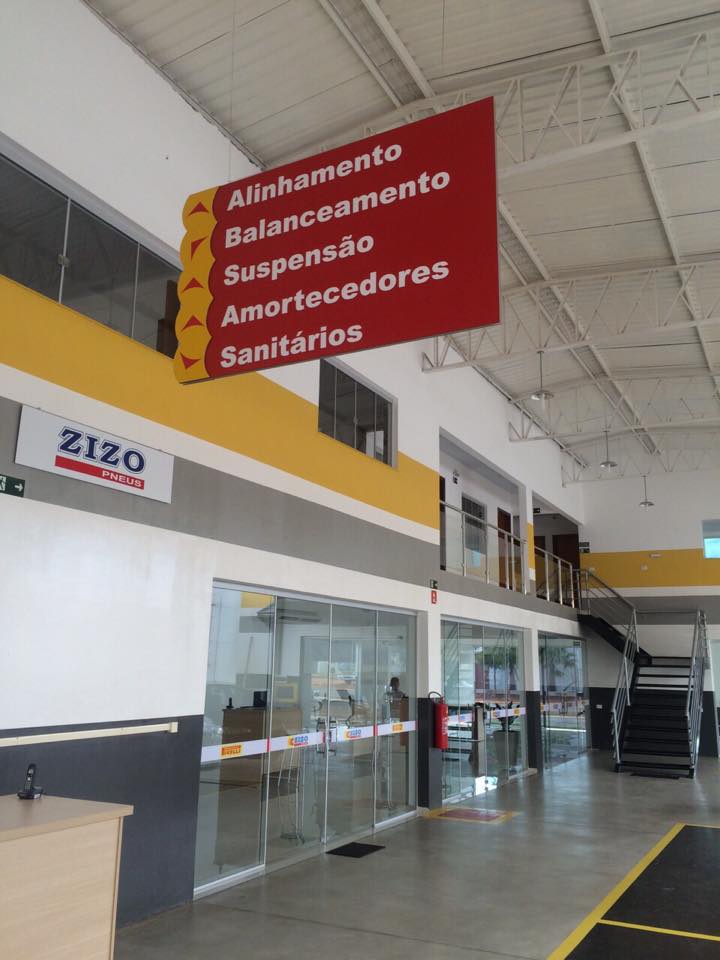 Alinhamento
Balanceamento
Suspensão
Amortecedores
Sanitários
ZIZO
PNEUS